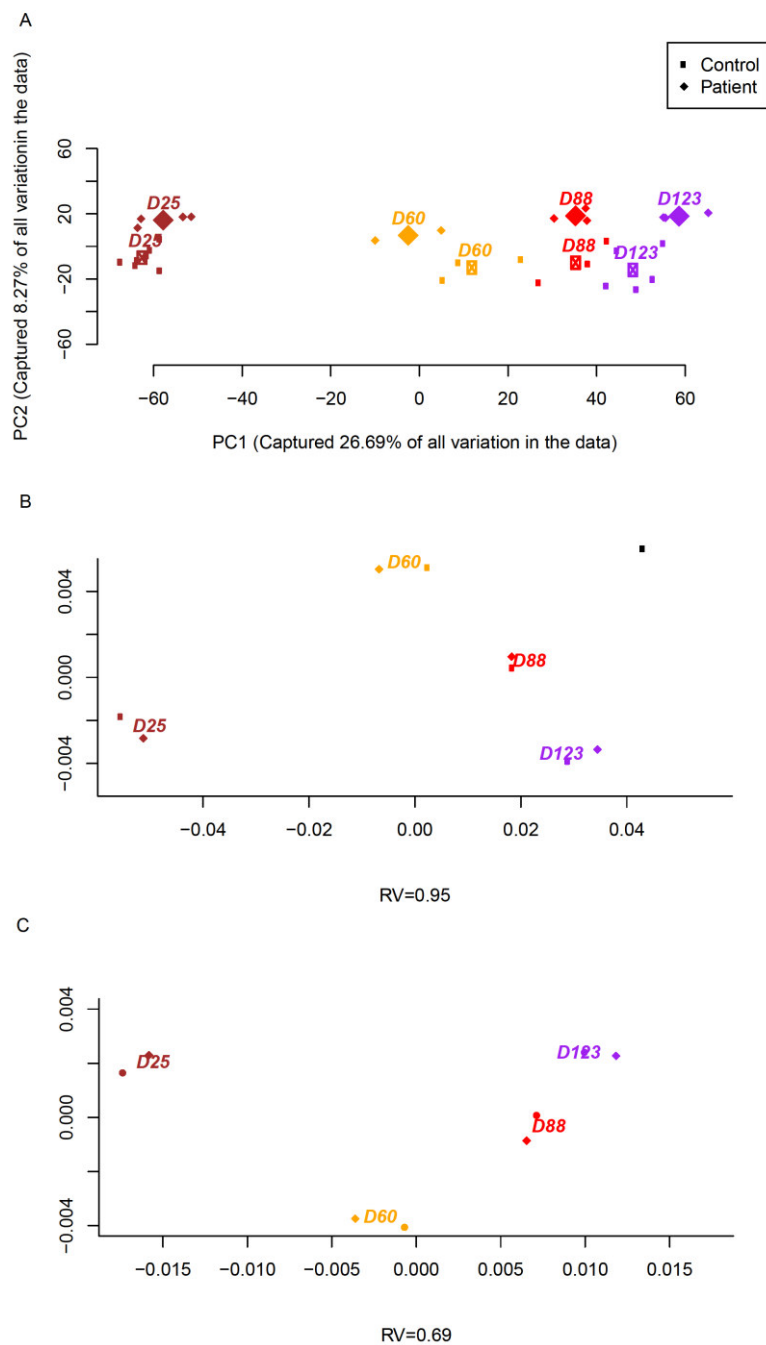 A
Control
Patient
PC2 (Captured 8.27% of all variationin the data)
60
20
−20
−60
D25
D25
D60
D60
D88
D88
D123
D123
−60
−40
−20
0
20
40
60
PC1 (Captured 26.69% of all variation in the data)
B
0.004
0.000
−0.004
D60
D88
D25
D123
−0.04
−0.02
0.00
0.02
0.04
RV=0.95
C
0.004
0.000
−0.004
D25
D123
D88
D60
−0.015
−0.010
−0.005
0.000
0.005
0.010
0.015
RV=0.69